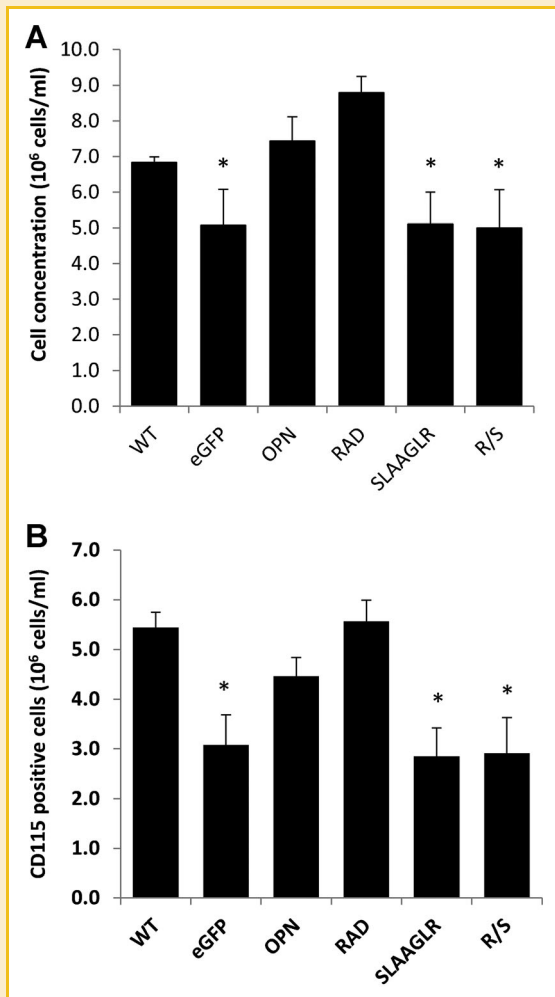 A
Cell concentration (10⁶ cells/ml)
10.0
9.0
8.0
7.0
6.0
5.0
4.0
3.0
2.0
1.0
0.0
*
*
*
WT
eGFP
OPN
RAD
SLAAGLR
R/S
B
CD115 positive cells (10⁶ cells/ml)
7.0
6.0
5.0
4.0
3.0
2.0
1.0
0.0
*
*
*
WT
eGFP
OPN
RAD
SLAAGLR
R/S